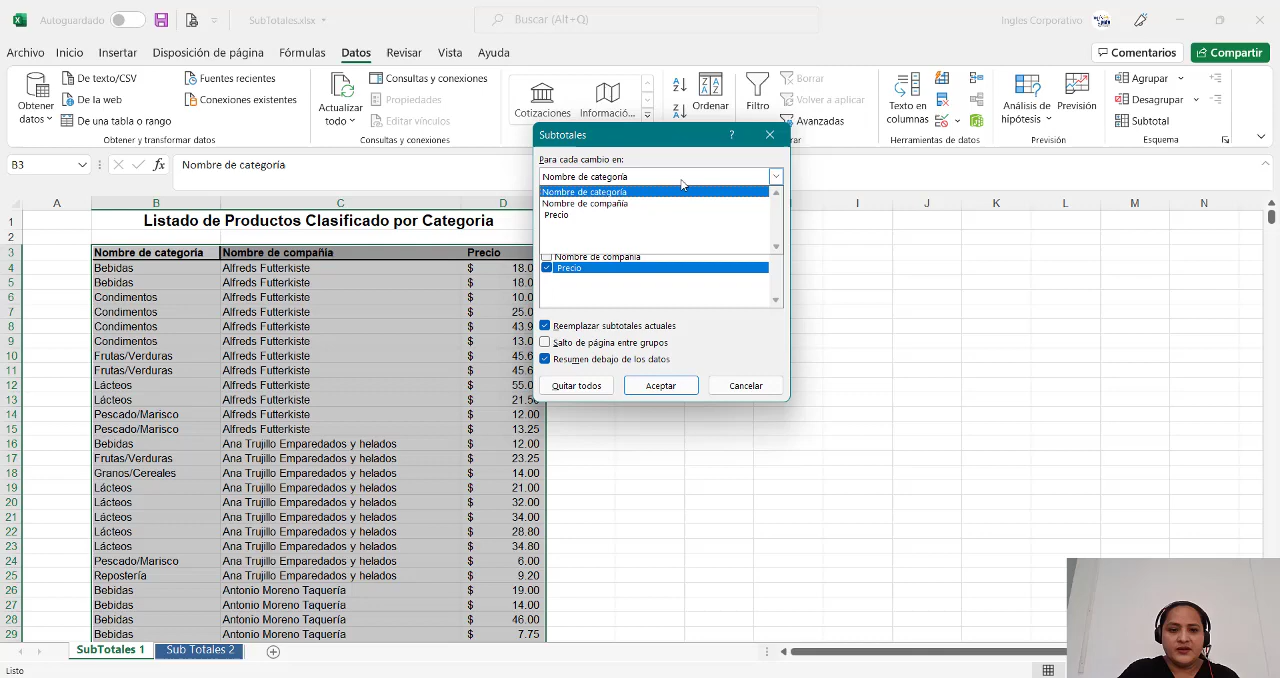 Autoguardado
SubTotales.xlsx
Buscar (Alt+Q)
Ingles Corporativo
Archivo Inicio Insertar Disposición de página Fórmulas Datos Revisar Vista Ayuda
Comentarios Compartir
Obtener datos
De texto/CSV
De la web
De una tabla o rango
Fuentes recientes
Conexiones existentes
Obtener y transformar datos
Actualizar todo
Consultas y conexiones
Propiedades
Editar vínculos
Consultas y conexiones
Cotizaciones
Informació...
Ordenar
Filtro
Borrar
Volver a aplicar
Avanzadas
Texto en columnas
Herramientas de datos
Análisis de hipótesis
Previsión
Previsión
Agrupar
Desagrupar
Subtotal
Esquema
B3
fx
Nombre de categoría
Subtotales
?
Para cada cambio en:
Nombre de categoría
Nombre de categoría
Nombre de compañía
Precio
Nombre de compañía
Precio
Reemplazar subtotales actuales
Salto de página entre grupos
Resumen debajo de los datos
Quitar todos Aceptar Cancelar
A B C D I J K L M N
1 Listado de Productos Clasificado por Categoria
2
3 Nombre de categoría Nombre de compañía Precio
4 Bebidas Alfreds Futterkiste $ 18.0
5 Bebidas Alfreds Futterkiste $ 18.0
6 Condimentos Alfreds Futterkiste $ 10.0
7 Condimentos Alfreds Futterkiste $ 25.0
8 Condimentos Alfreds Futterkiste $ 43.9
9 Condimentos Alfreds Futterkiste $ 13.0
10 Frutas/Verduras Alfreds Futterkiste $ 45.6
11 Frutas/Verduras Alfreds Futterkiste $ 45.6
12 Lácteos Alfreds Futterkiste $ 55.0
13 Lácteos Alfreds Futterkiste $ 21.50
14 Pescado/Marisco Alfreds Futterkiste $ 12.00
15 Pescado/Marisco Alfreds Futterkiste $ 13.25
16 Bebidas Ana Trujillo Emparedados y helados $ 12.00
17 Frutas/Verduras Ana Trujillo Emparedados y helados $ 23.25
18 Granos/Cereales Ana Trujillo Emparedados y helados $ 14.00
19 Lácteos Ana Trujillo Emparedados y helados $ 21.00
20 Lácteos Ana Trujillo Emparedados y helados $ 32.00
21 Lácteos Ana Trujillo Emparedados y helados $ 34.00
22 Lácteos Ana Trujillo Emparedados y helados $ 28.80
23 Lácteos Ana Trujillo Emparedados y helados $ 34.80
24 Pescado/Marisco Ana Trujillo Emparedados y helados $ 6.00
25 Repostería Ana Trujillo Emparedados y helados $ 9.20
26 Bebidas Antonio Moreno Taquería $ 19.00
27 Bebidas Antonio Moreno Taquería $ 14.00
28 Bebidas Antonio Moreno Taquería $ 46.00
29 Bebidas Antonio Moreno Taquería $ 7.75
SubTotales 1 Sub Totales 2
Listo